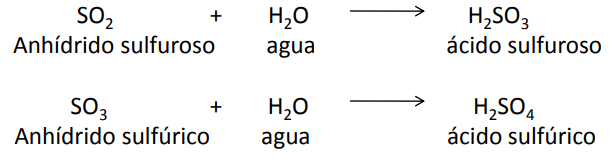 SO₂ + H₂O ⟶ H₂SO₃
Anhídrido sulfuroso agua ácido sulfuroso
SO₃ + H₂O ⟶ H₂SO₄
Anhídrido sulfúrico agua ácido sulfúrico